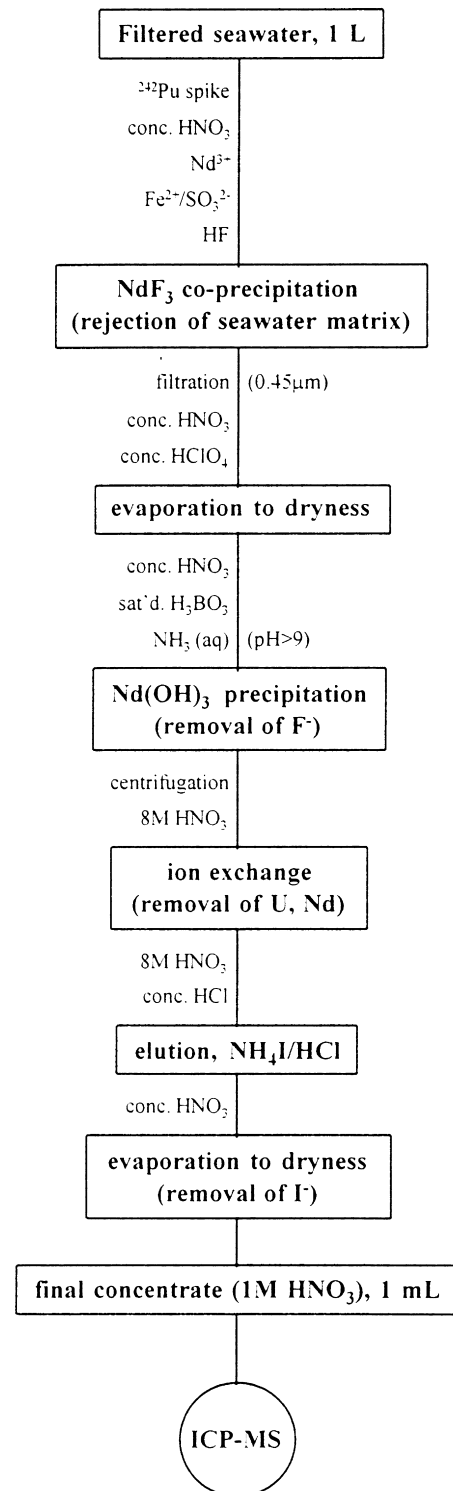 Filtered seawater, 1 L
²⁴²Pu spike
conc. HNO₃
Nd³⁺
Fe²⁺/SO₃²⁻
HF
NdF₃ co-precipitation
(rejection of seawater matrix)
filtration (0.45μm)
conc. HNO₃
conc. HClO₄
evaporation to dryness
conc. HNO₃
sat'd. H₃BO₃
NH₃ (aq) (pH>9)
Nd(OH)₃ precipitation
(removal of F⁻)
centrifugation
8M HNO₃
ion exchange
(removal of U, Nd)
8M HNO₃
conc. HCl
elution, NH₄I/HCl
conc. HNO₃
evaporation to dryness
(removal of I⁻)
final concentrate (1M HNO₃), 1 mL
ICP-MS